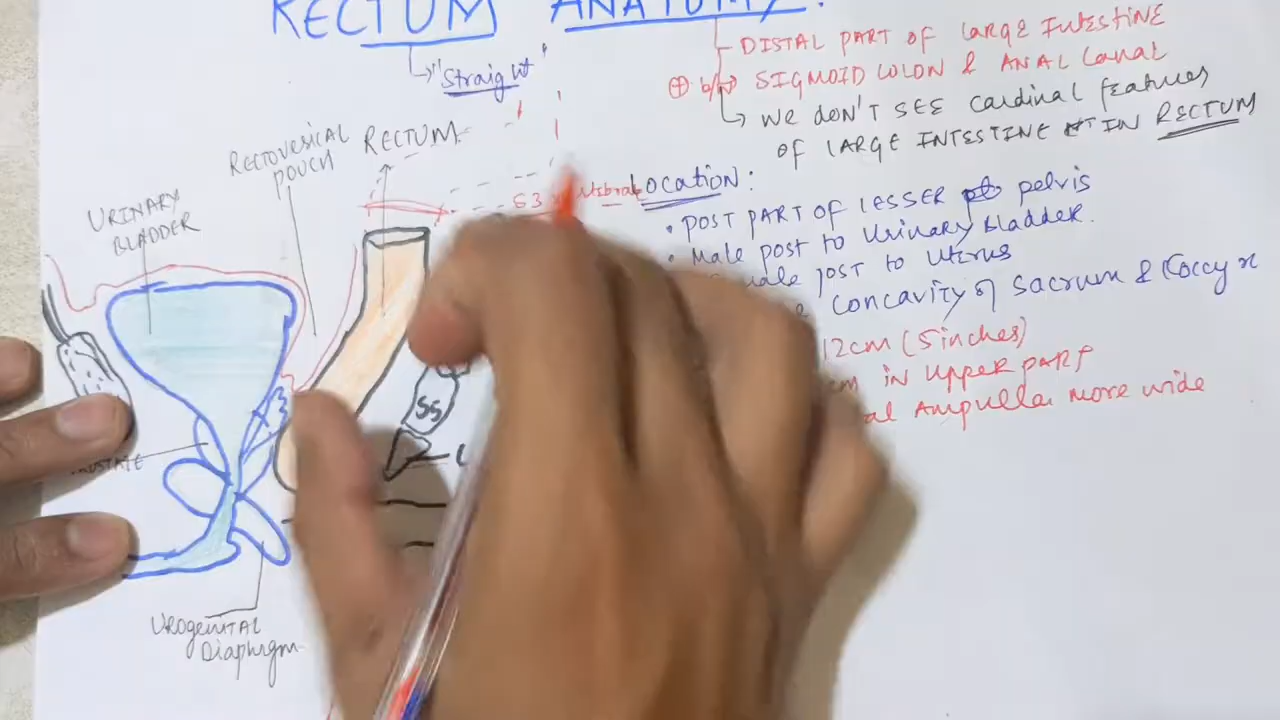 RECTUM ANATOMY:
"Straight"
DISTAL PART OF LARGE INTESTINE
⊕ b/w SIGMOID COLON & ANAL Canal
We DON'T SEE Cardinal features
OF LARGE INTESTINE IN RECTUM
RECTOVESICAL
POUCH
RECTUM
URINARY
BLADDER
S3
LOCATION:
• POST PART OF LESSER pelvis
• Male post to Urinary Bladder.
post to Uterus
Concavity of Sacrum & Coccyx
12cm (5 inches)
cm in Upper part
al Ampulla more wide
S5
UROGENITAL
Diaphragm